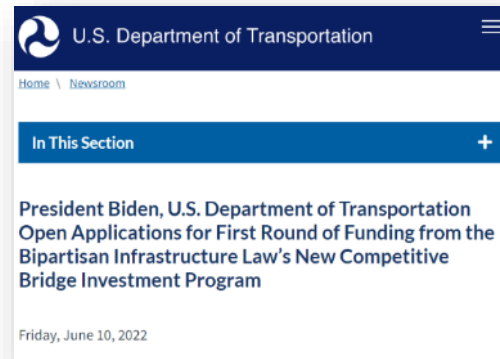 U.S. Department of Transportation
Home \ Newsroom
In This Section +
President Biden, U.S. Department of Transportation
Open Applications for First Round of Funding from the
Bipartisan Infrastructure Law's New Competitive
Bridge Investment Program
Friday, June 10, 2022